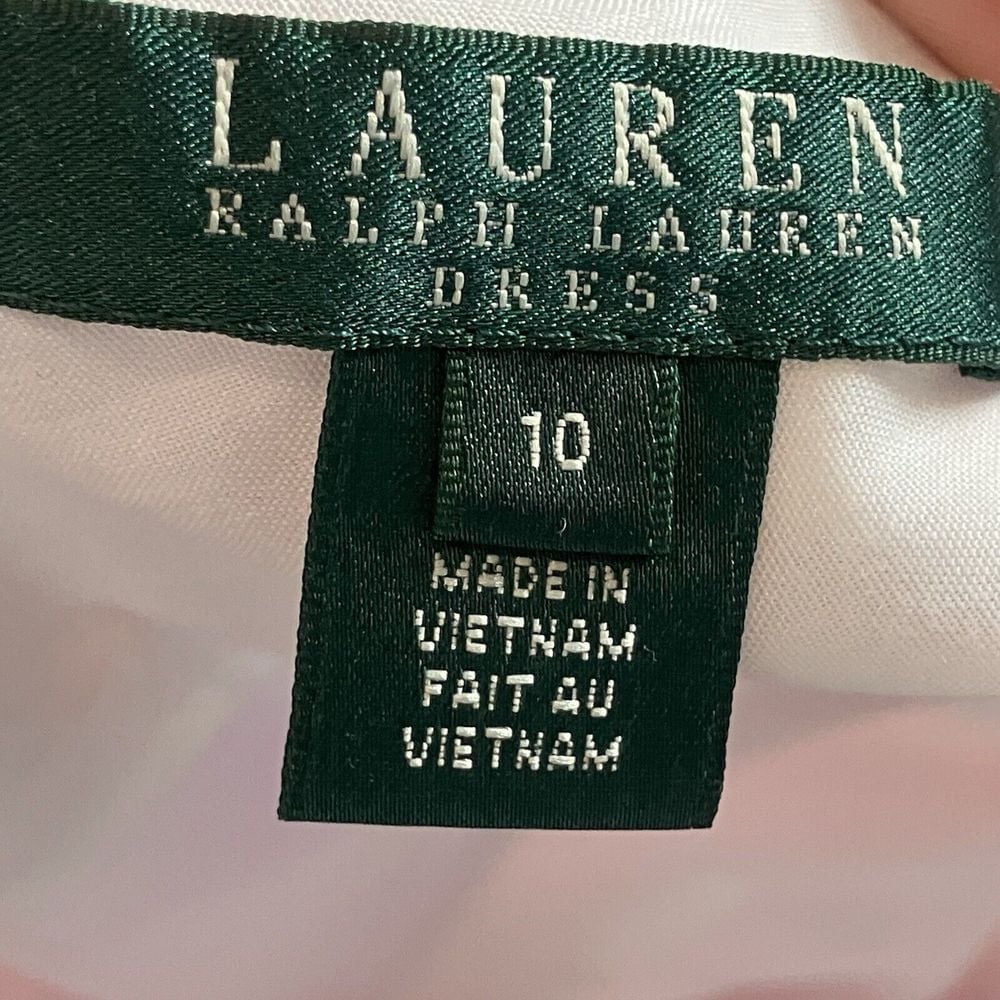 LAUREN
RALPH LAUREN
DRESS
10
MADE IN
VIETNAM
FAIT AU
VIETNAM